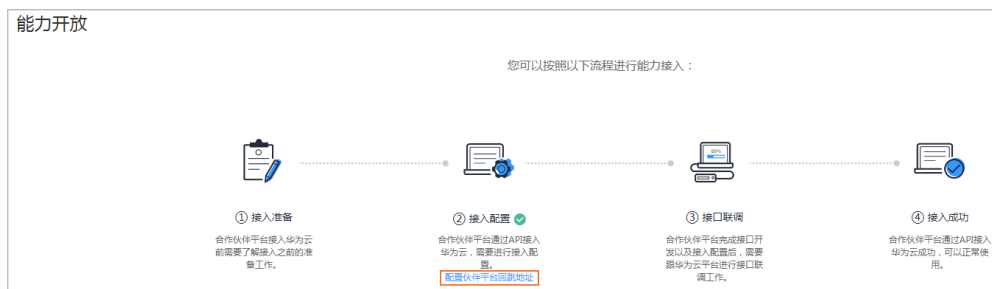 能力开放
您可以按照以下流程进行能力接入：
80%
① 接入准备
合作伙伴平台接入华为云
前需要了解接入之前的准
备工作。
② 接入配置
合作伙伴平台通过API接入
华为云，需要进行接入配
置。
配置伙伴平台回跳地址
③ 接口联调
合作伙伴平台完成接口开
发以及接入配置后，需要
跟华为云平台进行接口联
调工作。
④ 接入成功
合作伙伴平台通过API接入
华为云成功，可以正常使
用。